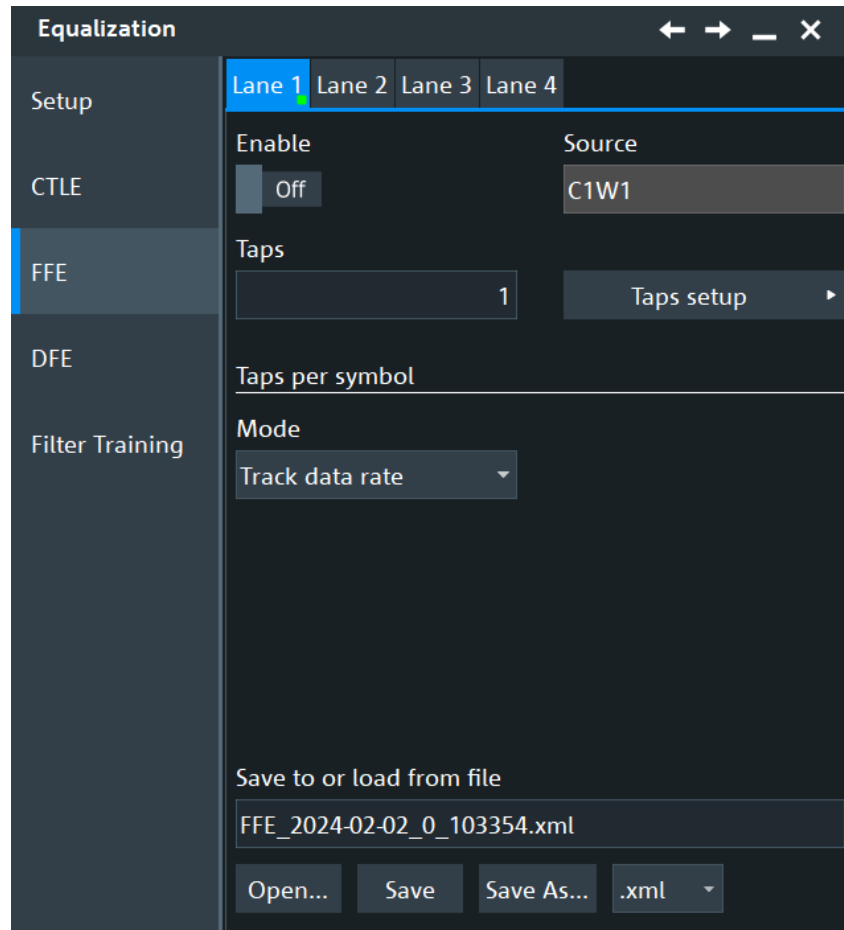 Equalization
Setup
CTLE
FFE
DFE
Filter Training
Lane 1 Lane 2 Lane 3 Lane 4
Enable Source
Off C1W1
Taps
1 Taps setup
Taps per symbol
Mode
Track data rate
Save to or load from file
FFE_2024-02-02_0_103354.xml
Open... Save Save As... .xml